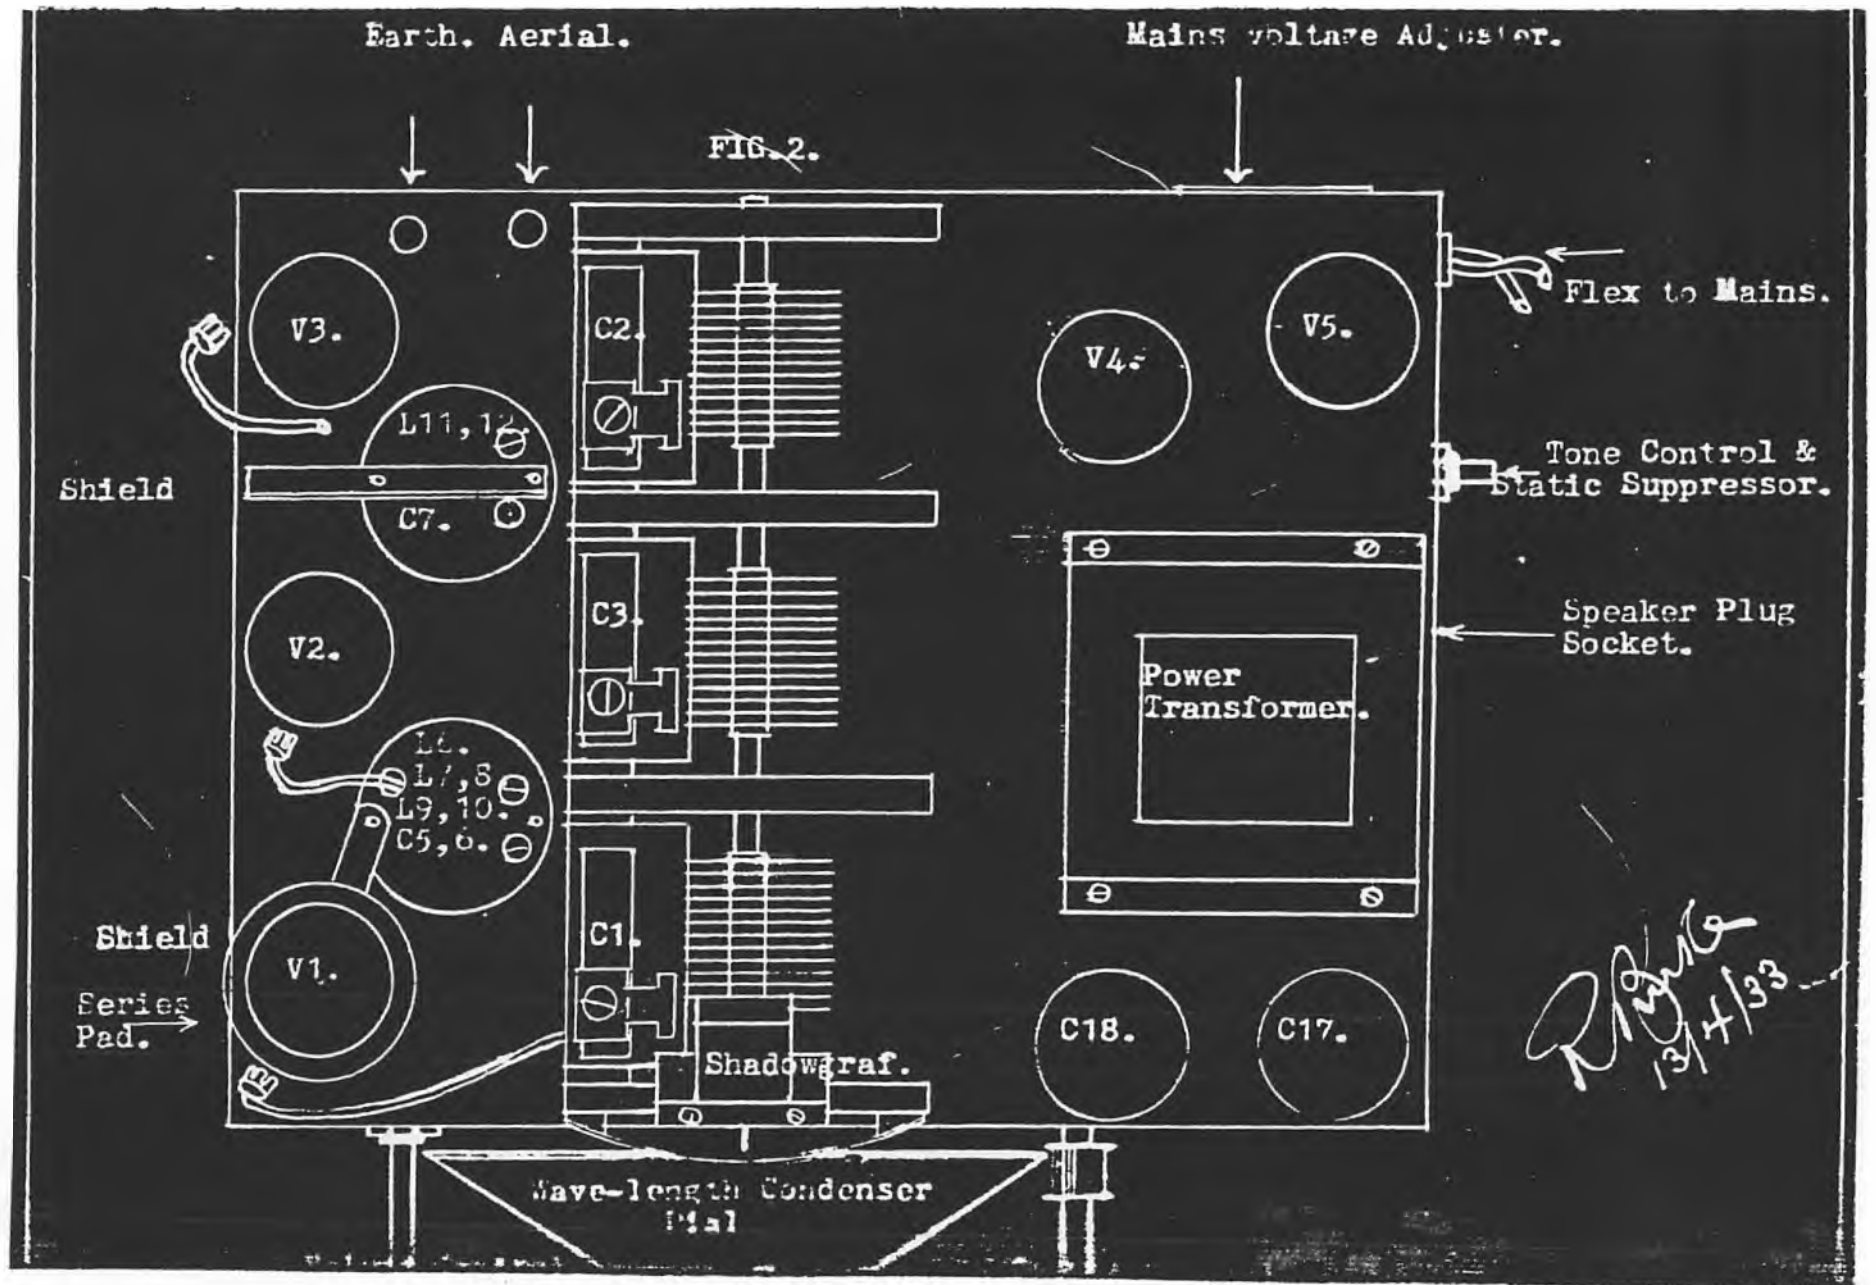 Earth. Aerial.
Mains voltage Adjuster.
FIG.2.
V3.
C2.
V4.
V5.
Flex to Mains.
L11,12.
Shield
C7.
Tone Control &
Static Suppressor.
C3.
V2.
Speaker Plug
Socket.
Power
Transformer.
L6.
L7,8
L9,10.
C5,6.
Shield
C1.
V1.
Series
Pad.
C18.
C17.
Shadowgraf.
13/4/33
Wave-length Condenser
Dial